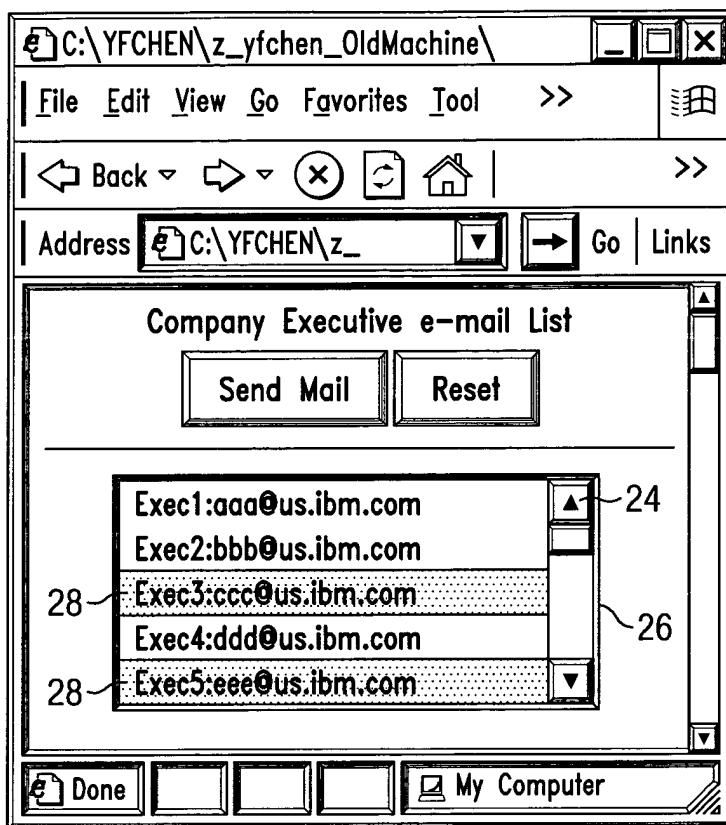 C:\YFCHEN\z_yfchen_OldMachine\
File Edit View Go Favorites Tool >>
Back >>
Address C:\YFCHEN\z_ Go Links
Company Executive e-mail List
Send Mail Reset
Exec1:aaa@us.ibm.com 24
Exec2:bbb@us.ibm.com
28 Exec3:ccc@us.ibm.com
Exec4:ddd@us.ibm.com 26
28 Exec5:eee@us.ibm.com
Done My Computer